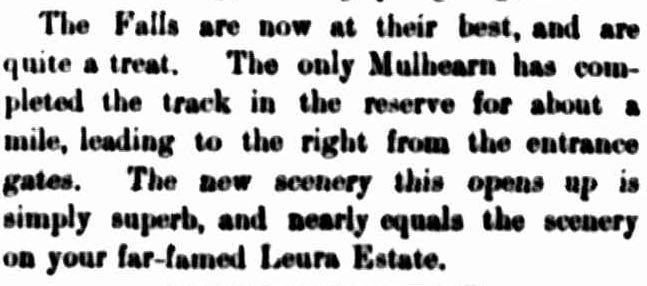 The Falls are now at their best, and are
quite a treat. The only Mulhearn has com-
pleted the track in the reserve for about a
mile, leading to the right from the entrance
gates. The new scenery this opens up is
simply superb, and nearly equals the scenery
on your far-famed Leura Estate.